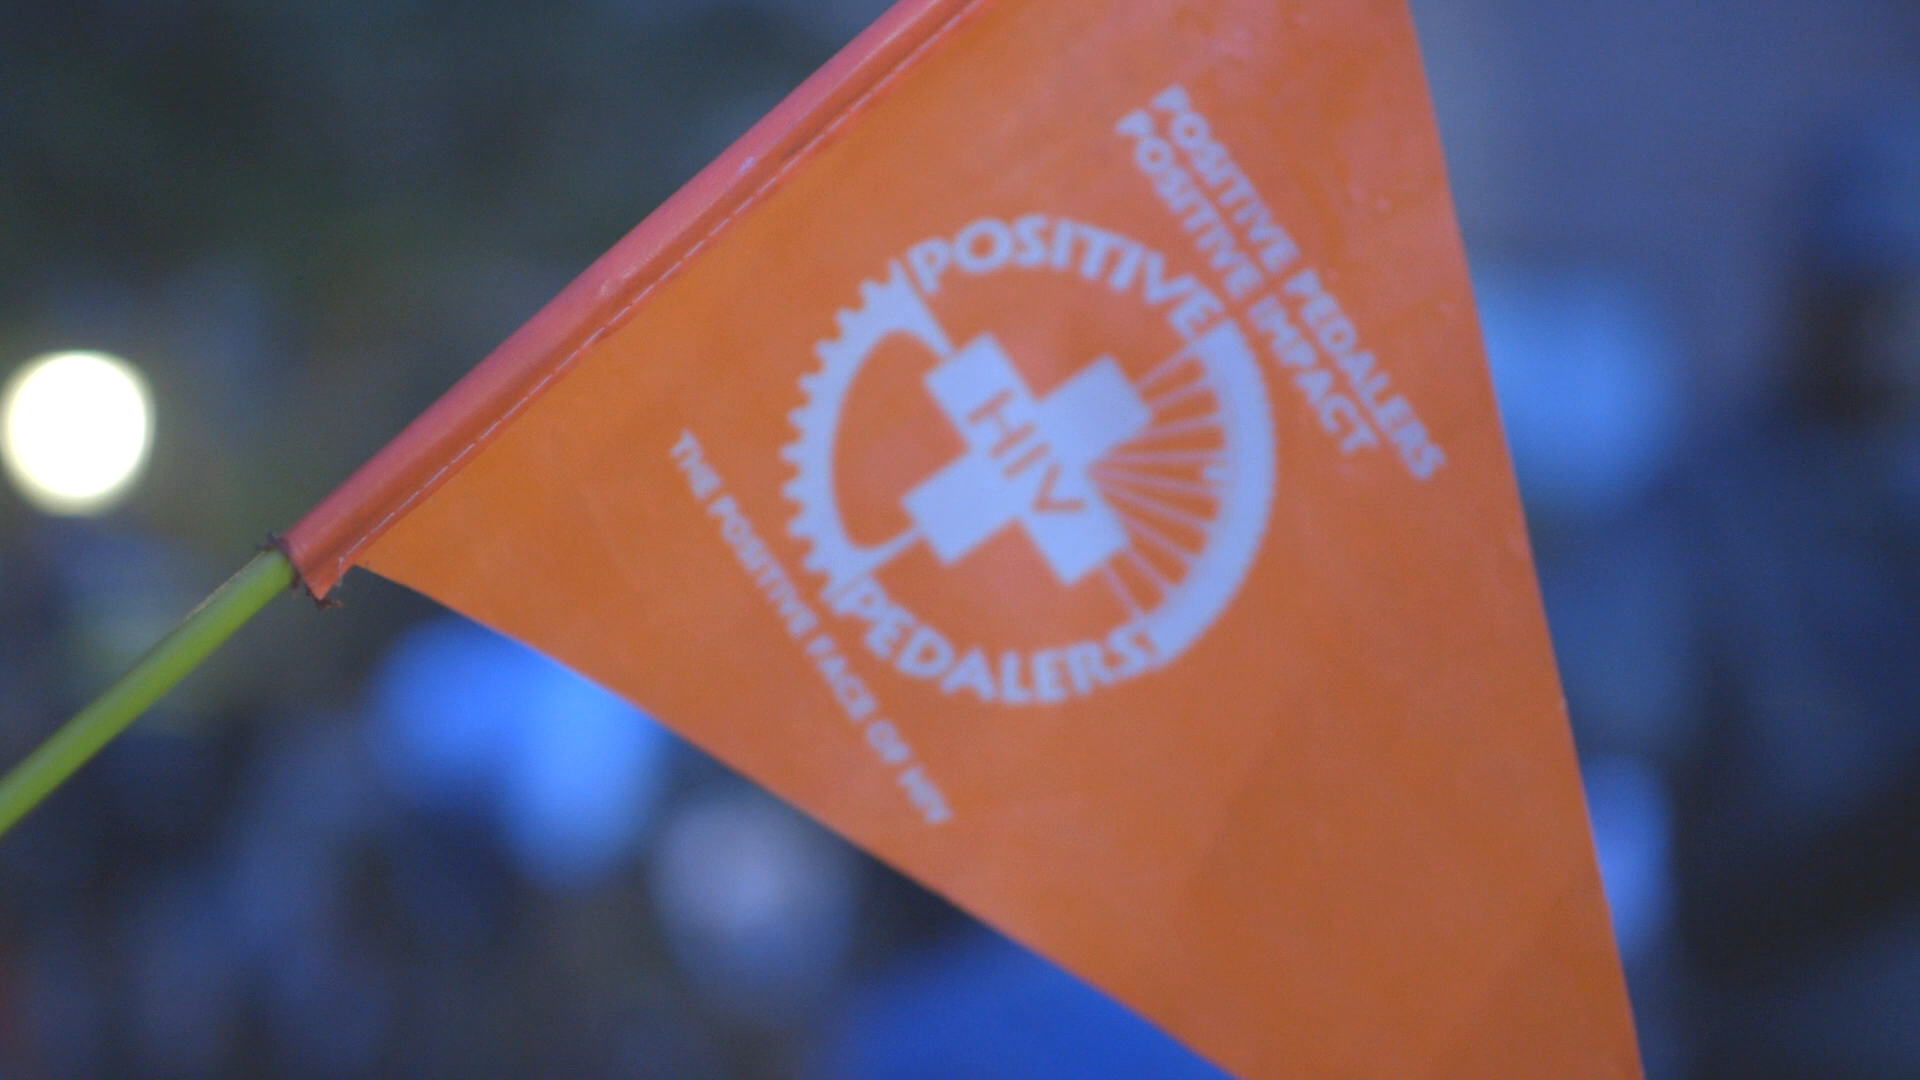 POSITIVE PEDALERS
POSITIVE IMPACT
POSITIVE
HIV
PEDALERS
THE POSITIVE FACE OF HIV